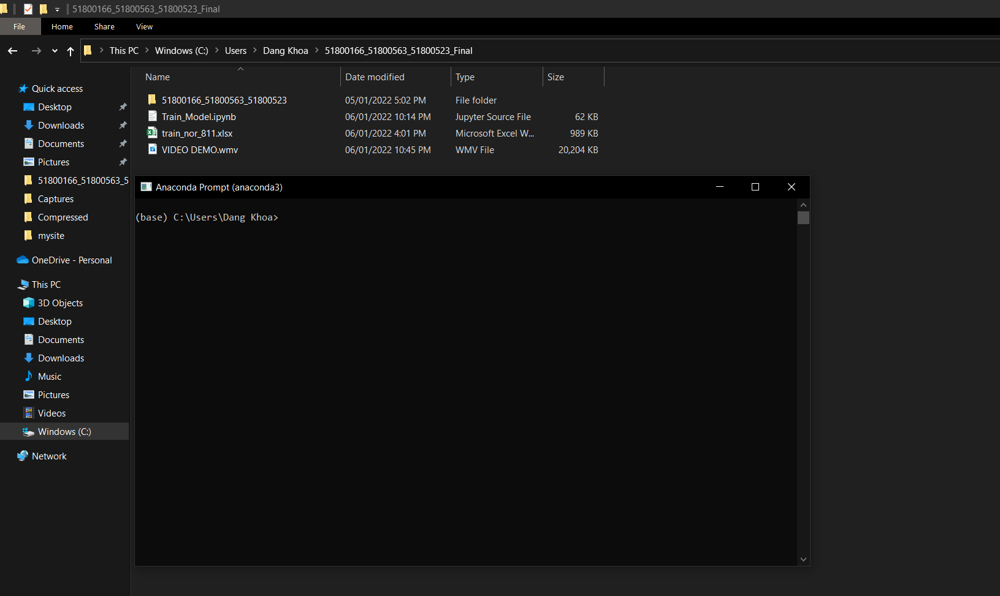 51800166_51800563_51800523_Final
File Home Share View
This PC Windows (C:) Users Dang Khoa 51800166_51800563_51800523_Final
Name Date modified Type Size
51800166_51800563_51800523 05/01/2022 5:02 PM File folder
Train_Model.ipynb 06/01/2022 10:14 PM Jupyter Source File 62 KB
train_nor_811.xlsx 06/01/2022 4:01 PM Microsoft Excel W... 989 KB
VIDEO DEMO.wmv 06/01/2022 10:45 PM WMV File 20,204 KB
Quick access
Desktop
Downloads
Documents
Pictures
51800166_51800563_5
Captures
Compressed
mysite
OneDrive - Personal
This PC
3D Objects
Desktop
Documents
Downloads
Music
Pictures
Videos
Windows (C:)
Network
Anaconda Prompt (anaconda3)
(base) C:\Users\Dang Khoa>